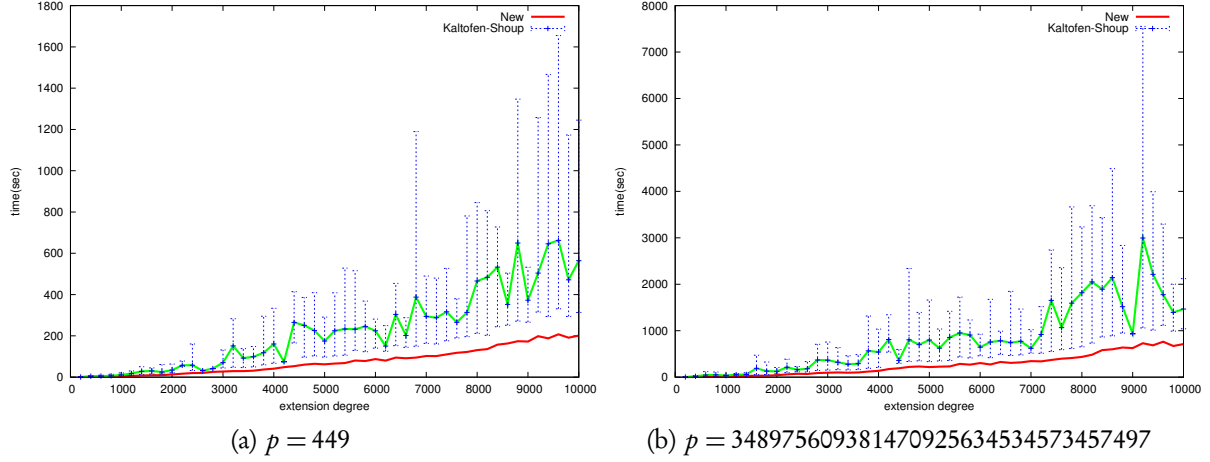 New
Kaltofen-Shoup
1800
1600
1400
1200
1000
800
600
400
200
0
time(sec)
1000 2000 3000 4000 5000 6000 7000 8000 9000 10000
extension degree
(a) p = 449
New
Kaltofen-Shoup
8000
7000
6000
5000
4000
3000
2000
1000
0
time(sec)
0 1000 2000 3000 4000 5000 6000 7000 8000 9000 10000
extension degree
(b) p = 348975609381470925634534573457497